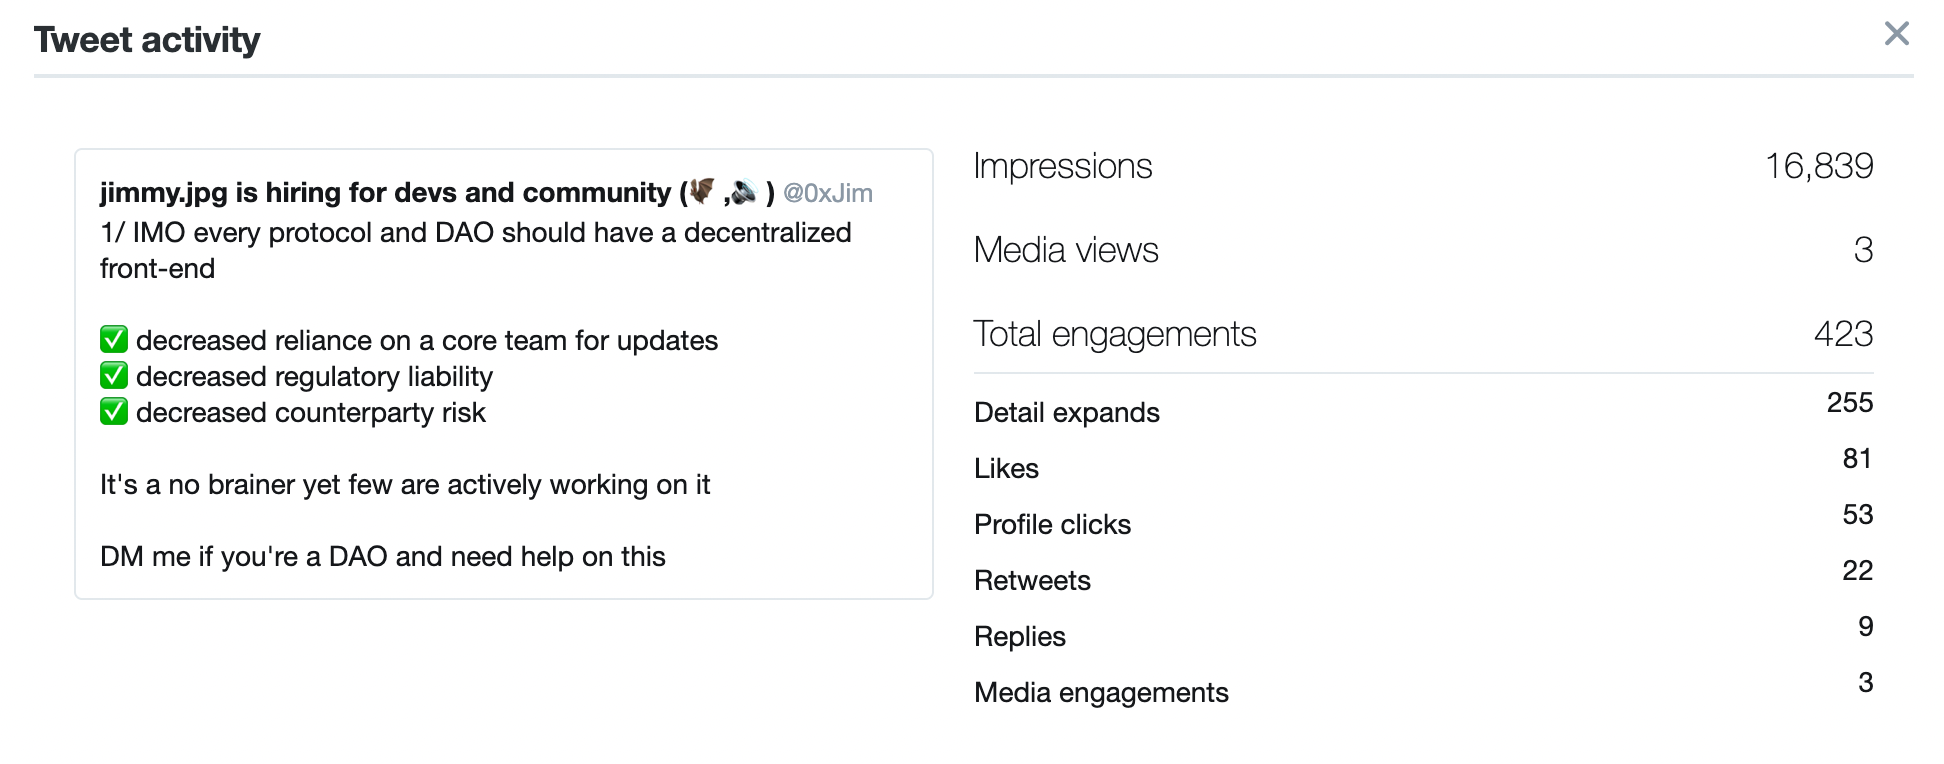 Tweet activity
jimmy.jpg is hiring for devs and community (🦇,🔊) @0xJim
1/ IMO every protocol and DAO should have a decentralized
front-end
✅ decreased reliance on a core team for updates
✅ decreased regulatory liability
✅ decreased counterparty risk
It's a no brainer yet few are actively working on it
DM me if you're a DAO and need help on this
Impressions 16,839
Media views 3
Total engagements 423
Detail expands 255
Likes 81
Profile clicks 53
Retweets 22
Replies 9
Media engagements 3